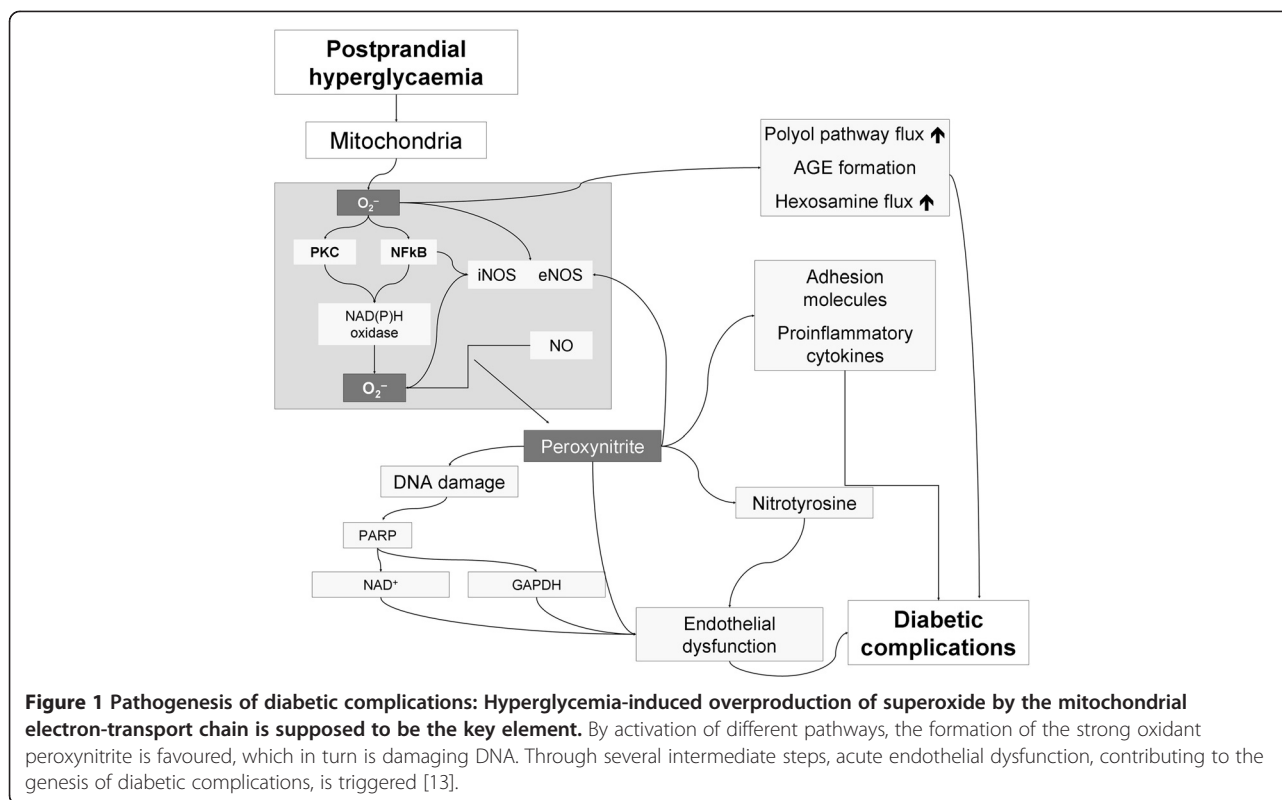 Postprandial
hyperglycaemia
Mitochondria
Polyol pathway flux 🡅
AGE formation
Hexosamine flux 🡅
O₂⁻
PKC
NFkB
iNOS eNOS
NAD(P)H
oxidase
NO
O₂⁻
Adhesion
molecules
Proinflammatory
cytokines
Peroxynitrite
DNA damage
Nitrotyrosine
PARP
NAD⁺
GAPDH
Endothelial
dysfunction
Diabetic
complications
Figure 1 Pathogenesis of diabetic complications: Hyperglycemia-induced overproduction of superoxide by the mitochondrial
electron-transport chain is supposed to be the key element. By activation of different pathways, the formation of the strong oxidant
peroxynitrite is favoured, which in turn is damaging DNA. Through several intermediate steps, acute endothelial dysfunction, contributing to the
genesis of diabetic complications, is triggered [13].